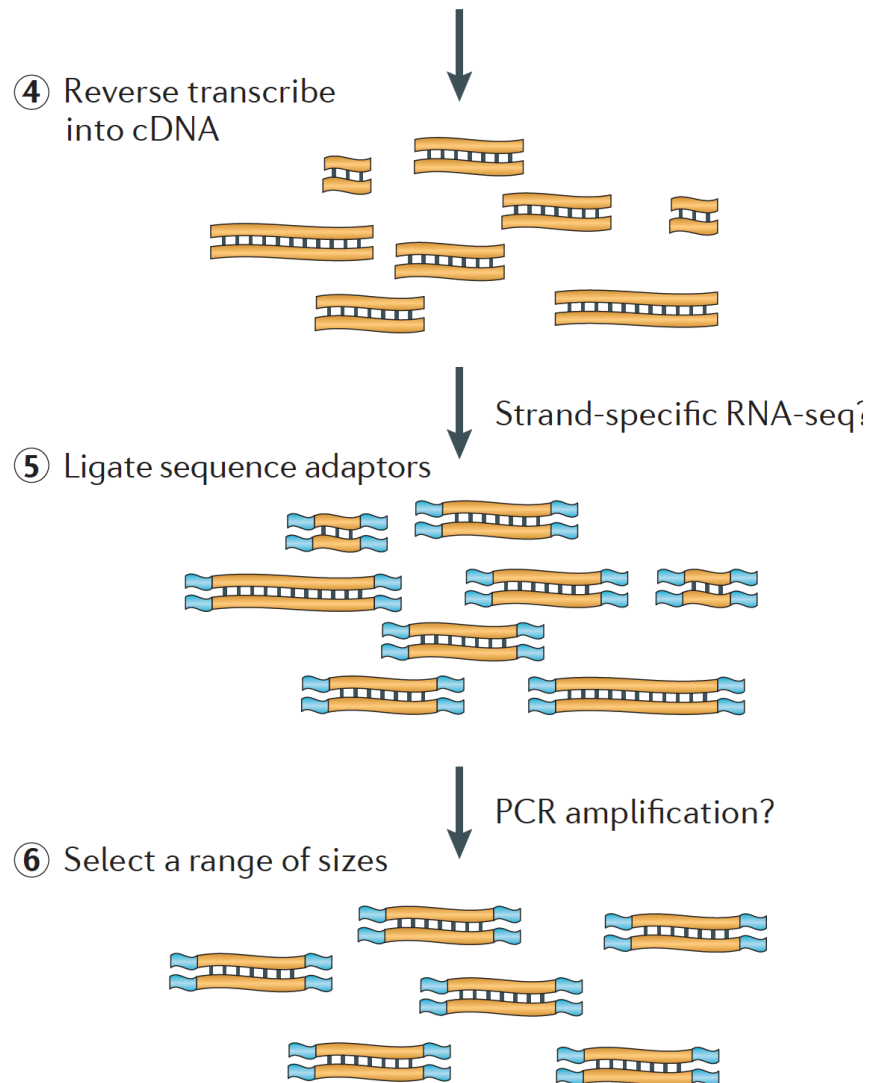 ④ Reverse transcribe
into cDNA
Strand-specific RNA-seq?
⑤ Ligate sequence adaptors
PCR amplification?
⑥ Select a range of sizes